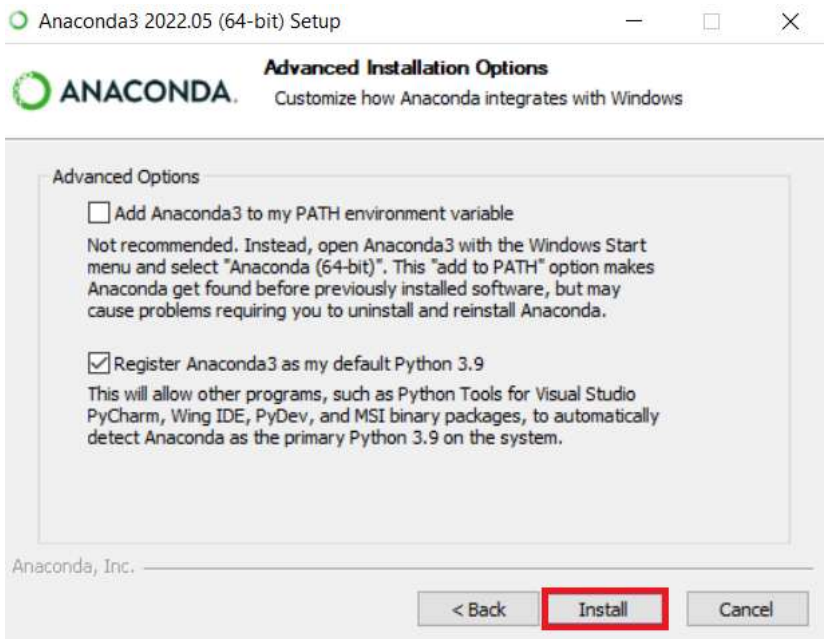 Anaconda3 2022.05 (64-bit) Setup
ANACONDA.
Advanced Installation Options
Customize how Anaconda integrates with Windows
Advanced Options
Add Anaconda3 to my PATH environment variable
Not recommended. Instead, open Anaconda3 with the Windows Start
menu and select "Anaconda (64-bit)". This "add to PATH" option makes
Anaconda get found before previously installed software, but may
cause problems requiring you to uninstall and reinstall Anaconda.
Register Anaconda3 as my default Python 3.9
This will allow other programs, such as Python Tools for Visual Studio
PyCharm, Wing IDE, PyDev, and MSI binary packages, to automatically
detect Anaconda as the primary Python 3.9 on the system.
Anaconda, Inc.
< Back Install Cancel